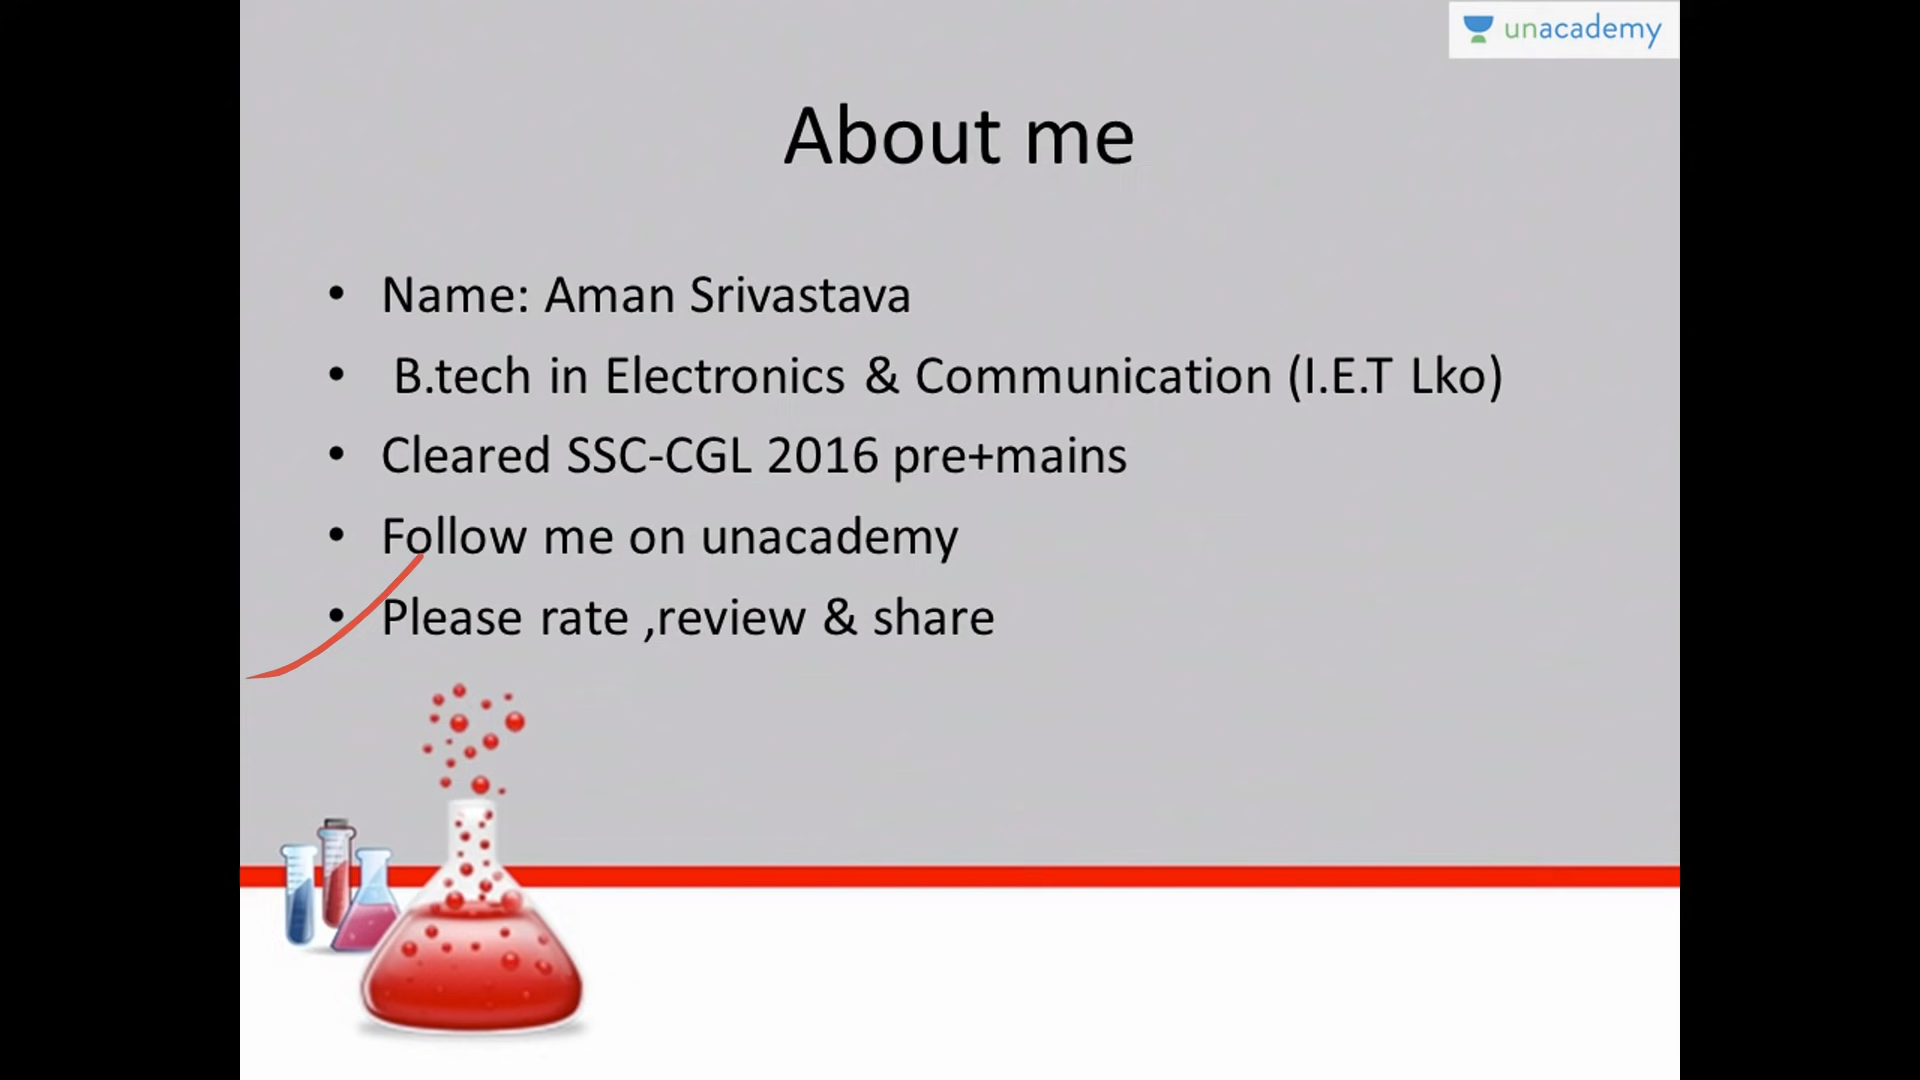 unacademy
About me
• Name: Aman Srivastava
• B.tech in Electronics & Communication (I.E.T Lko)
• Cleared SSC-CGL 2016 pre+mains
• Follow me on unacademy
• Please rate ,review & share